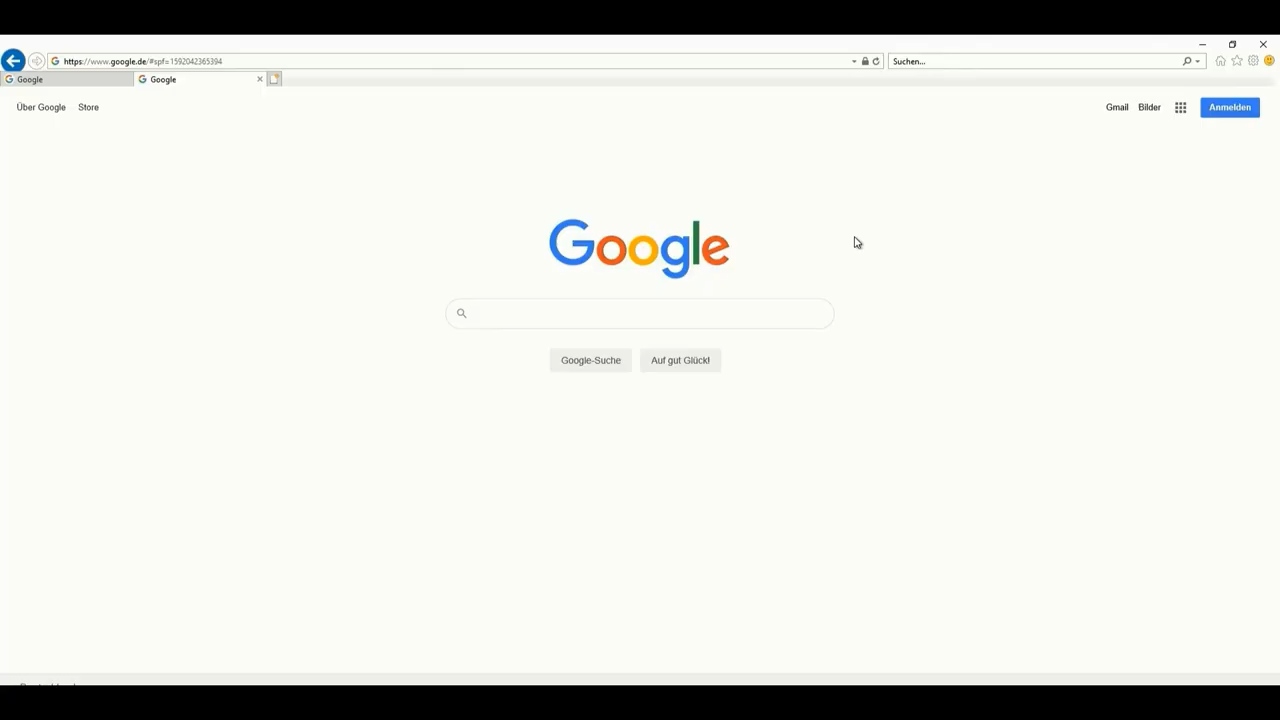 https://www.google.de/#spf=1592042365394
Suchen...
Google
Google
Über Google Store
Gmail Bilder Anmelden
Google
Google-Suche Auf gut Glück!